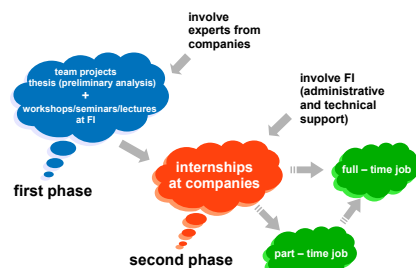 involve
experts from
companies
team projects
thesis (preliminary analysis)
+
workshops/seminars/lectures
at FI
involve FI
(administrative
and technical
support)
first phase
internships
at companies
full – time job
second phase
part – time job